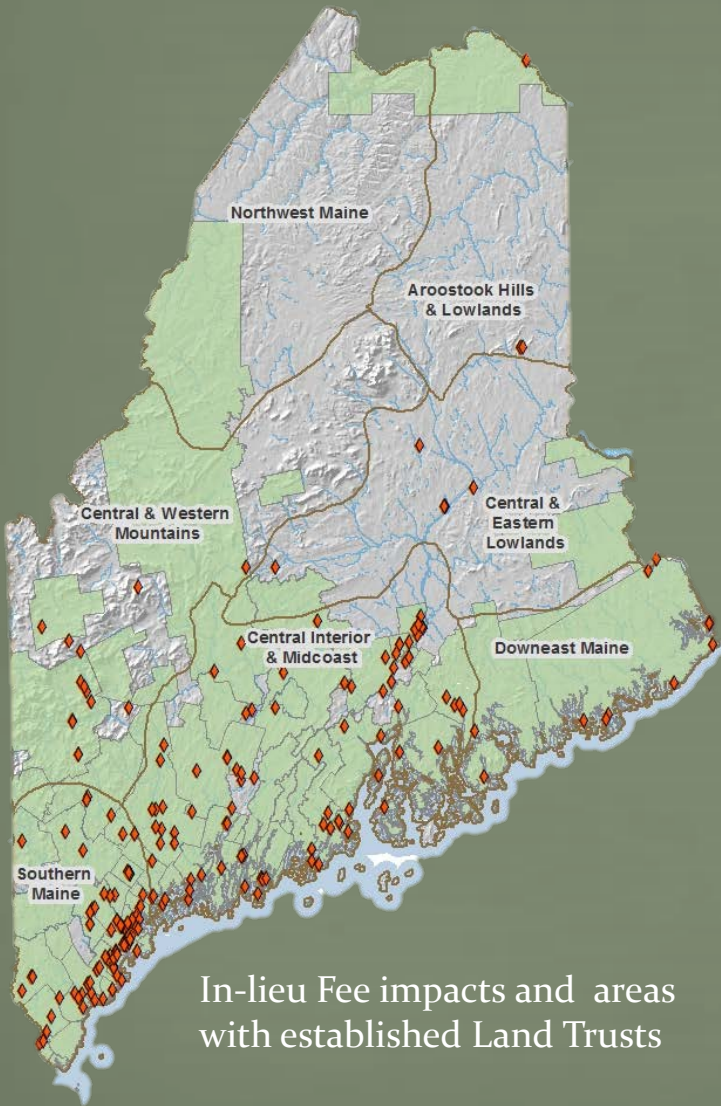 Northwest Maine
Aroostook Hills
& Lowlands
Central & Western
Mountains
Central &
Eastern
Lowlands
Central Interior
& Midcoast
Downeast Maine
Southern
Maine
In-lieu Fee impacts and areas
with established Land Trusts